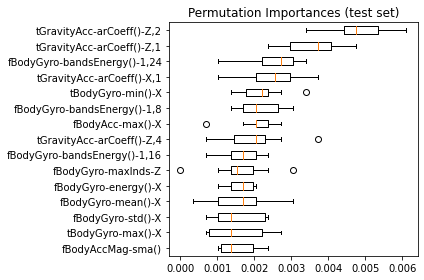 Permutation Importances (test set)
tGravityAcc-arCoeff()-Z,2
tGravityAcc-arCoeff()-Z,1
fBodyGyro-bandsEnergy()-1,24
tGravityAcc-arCoeff()-X,1
tBodyGyro-min()-X
fBodyGyro-bandsEnergy()-1,8
fBodyAcc-max()-X
tGravityAcc-arCoeff()-Z,4
fBodyGyro-bandsEnergy()-1,16
fBodyGyro-maxInds-Z
fBodyGyro-energy()-X
fBodyGyro-mean()-X
fBodyGyro-std()-X
tBodyGyro-max()-X
fBodyAccMag-sma()
0.000 0.001 0.002 0.003 0.004 0.005 0.006